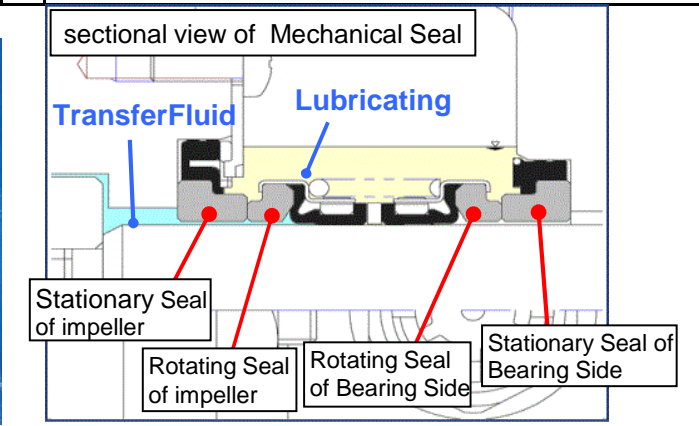 sectional view of Mechanical Seal
TransferFluid
Lubricating
Stationary Seal
of impeller
Rotating Seal
of impeller
Rotating Seal
of Bearing Side
Stationary Seal of
Bearing Side